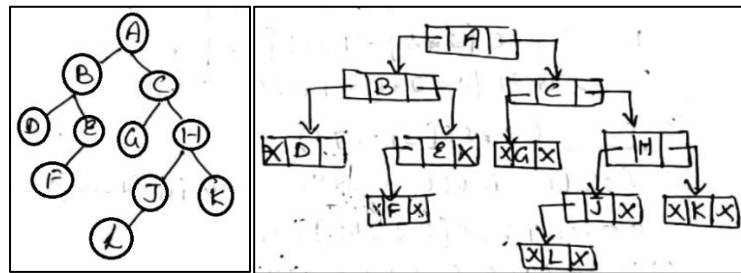 A
B C
D E G H
F J K
L
A
B C
X D E X X G X H
X F X J X X K X
X L X